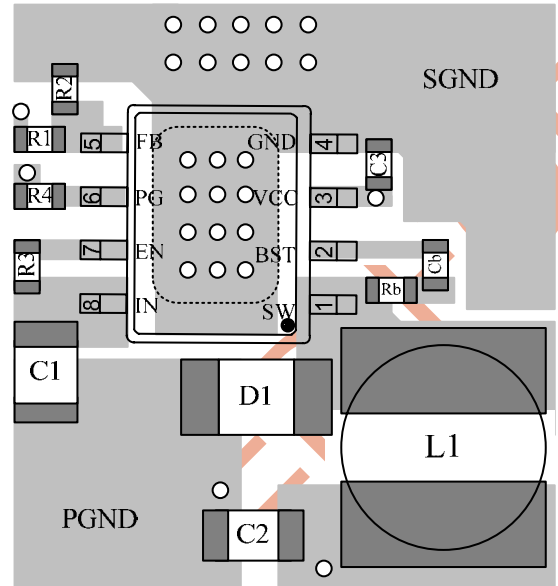 SGND
R2
R1
5
FB
GND
4
C3
R4
6
PG
VCC
3
R3
7
EN
BST
2
Cb
Rb
8
IN
SW
1
C1
D1
L1
PGND
C2